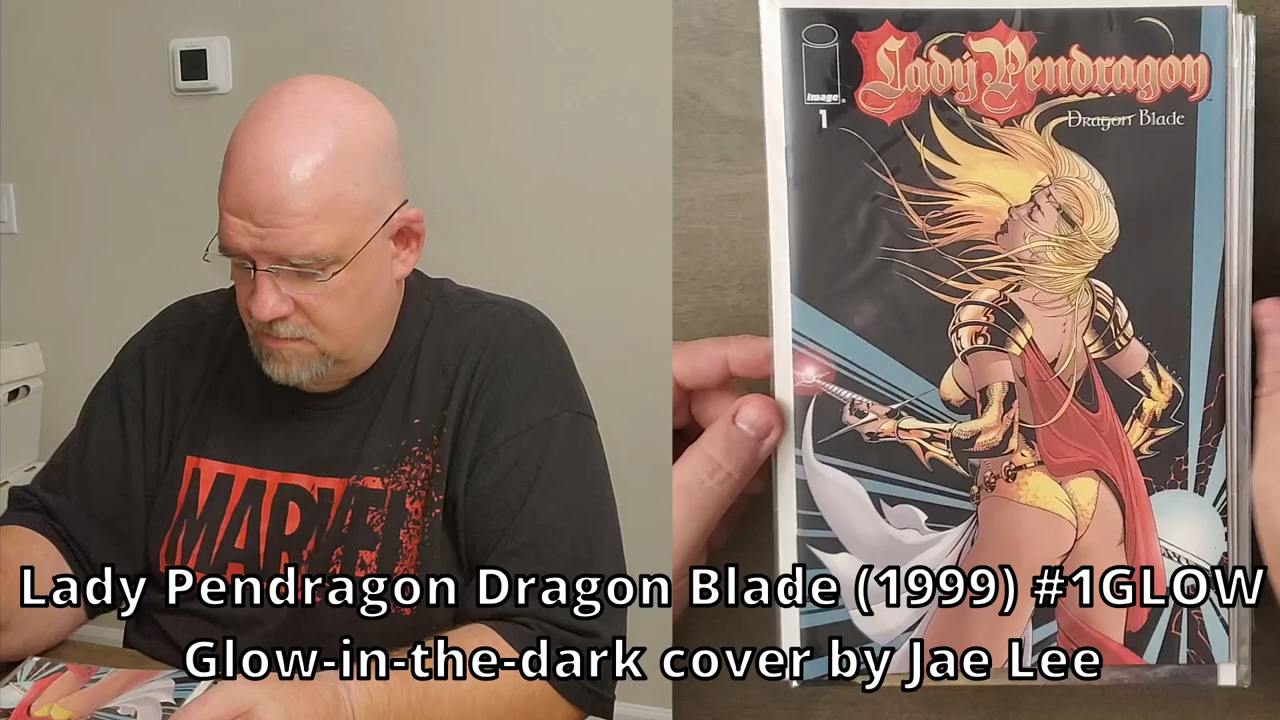 MARVEL
image
1
Lady Pendragon
Dragon Blade
Lady Pendragon Dragon Blade (1999) #1GLOW
Glow-in-the-dark cover by Jae Lee